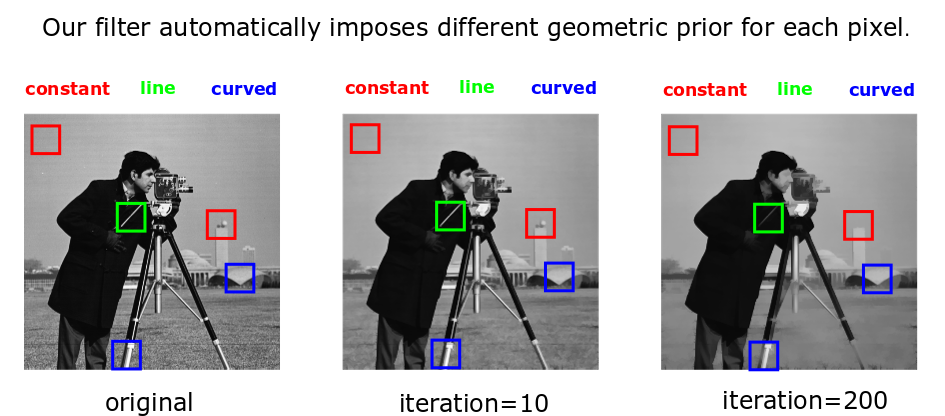 Our filter automatically imposes different geometric prior for each pixel.
constant line curved constant line curved constant line curved
original iteration=10 iteration=200